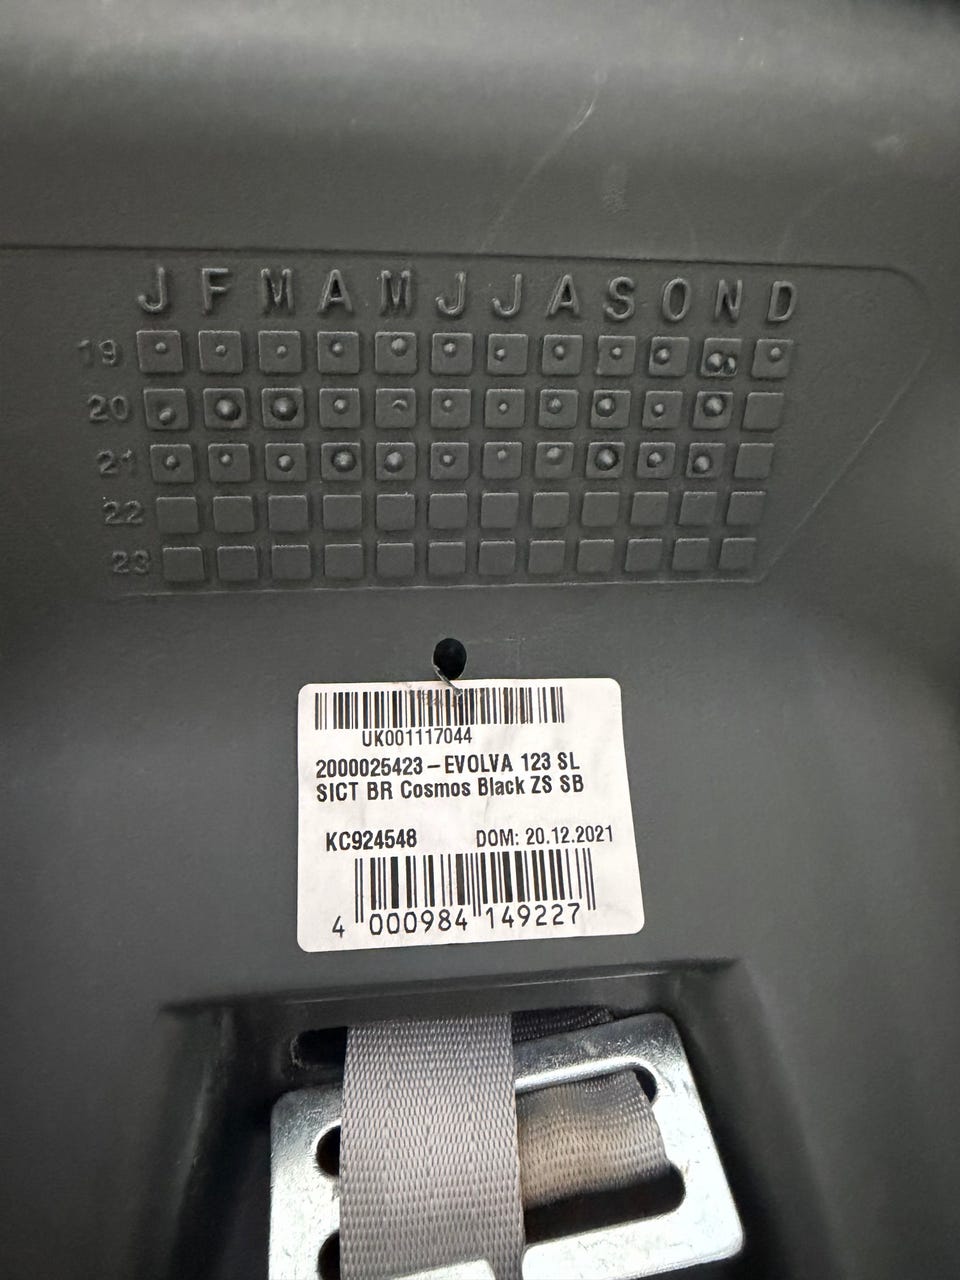 J F M A M J J A S O N D
19
20
21
22
23
UK001117044
2000025423 – EVOLVA 123 SL
SICT BR Cosmos Black ZS SB
KC924548 DOM: 20.12.2021
4 000984 149227